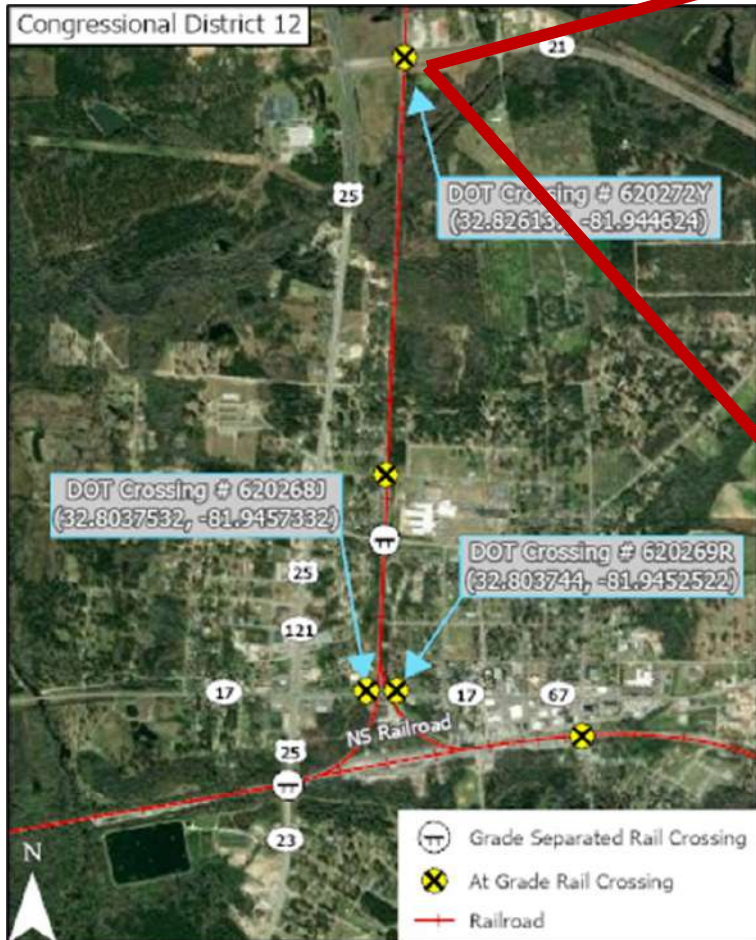 Congressional District 12
21
25
DOT Crossing # 620272Y
(32.82613 , -81.944624)
DOT Crossing # 620268J
(32.8037532, -81.9457332)
DOT Crossing # 620269R
(32.803744, -81.9452522)
25
121
17
17
67
NS Railroad
25
23
N
Grade Separated Rail Crossing
At Grade Rail Crossing
Railroad